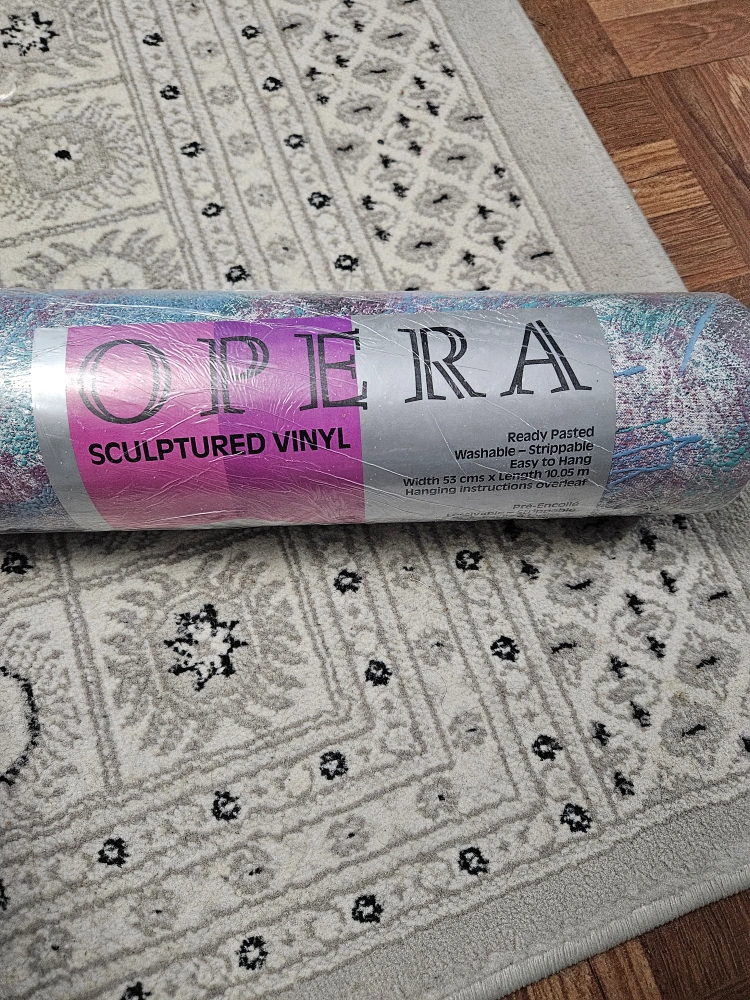 OPERA
SCULPTURED VINYL
Ready Pasted
Washable – Strippable
Easy to Hang
Width 53 cms x Length 10.05 m
Hanging instructions overleaf
Pré-Encollé